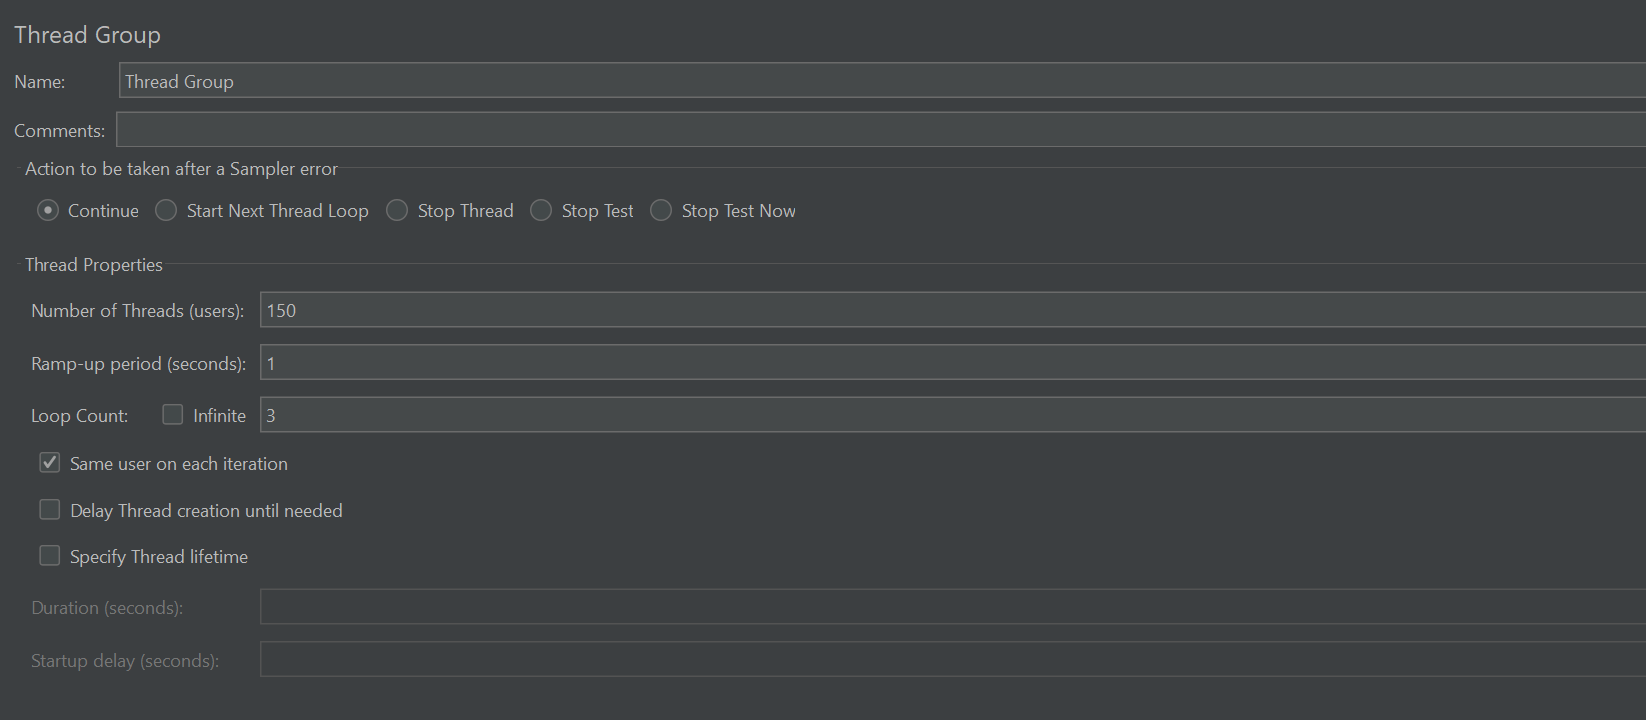 Thread Group
Name: Thread Group
Comments:
Action to be taken after a Sampler error
Continue Start Next Thread Loop Stop Thread Stop Test Stop Test Now
Thread Properties
Number of Threads (users): 150
Ramp-up period (seconds): 1
Loop Count: Infinite 3
Same user on each iteration
Delay Thread creation until needed
Specify Thread lifetime
Duration (seconds):
Startup delay (seconds):